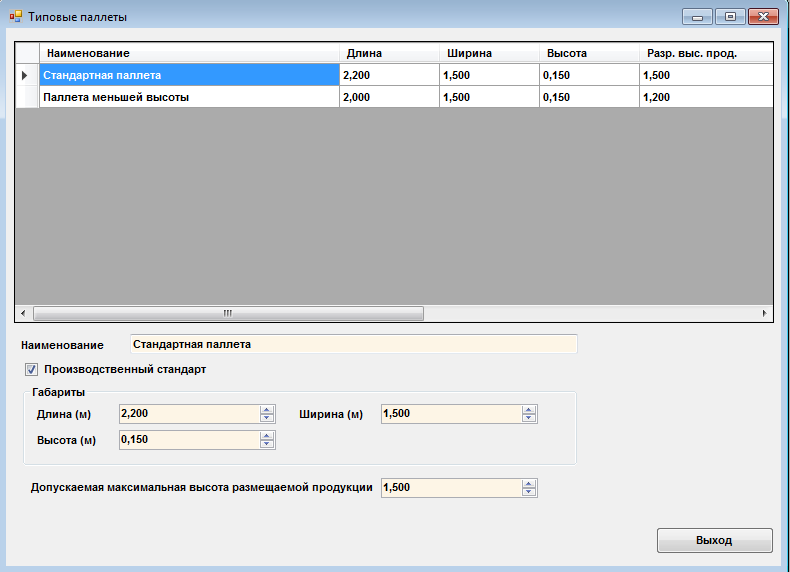 Типовые паллеты
Наименование Длина Ширина Высота Разр. выс. прод.
Стандартная паллета 2,200 1,500 0,150 1,500
Паллета меньшей высоты 2,000 1,500 0,150 1,200
Наименование Стандартная паллета
Производственный стандарт
Габариты
Длина (м) 2,200 Ширина (м) 1,500
Высота (м) 0,150
Допускаемая максимальная высота размещаемой продукции 1,500
Выход